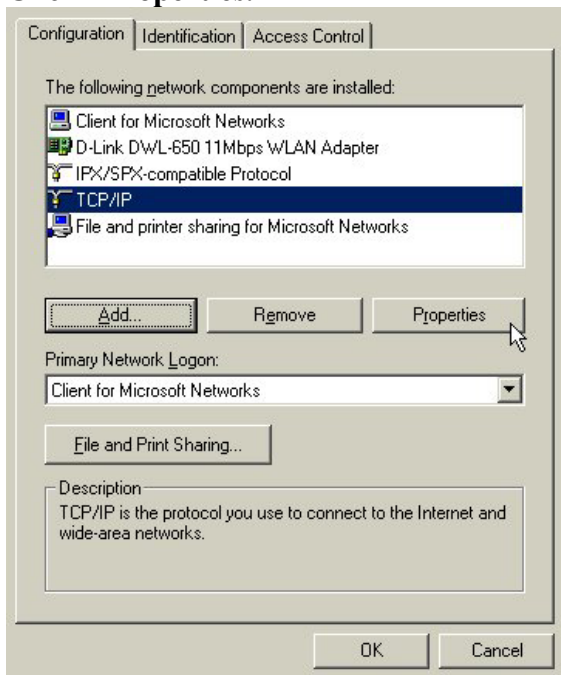 Configuration Identification Access Control
The following network components are installed:
Client for Microsoft Networks
D-Link DWL-650 11Mbps WLAN Adapter
IPX/SPX-compatible Protocol
TCP/IP
File and printer sharing for Microsoft Networks
Add... Remove Properties
Primary Network Logon:
Client for Microsoft Networks
File and Print Sharing...
Description
TCP/IP is the protocol you use to connect to the Internet and
wide-area networks.
OK Cancel